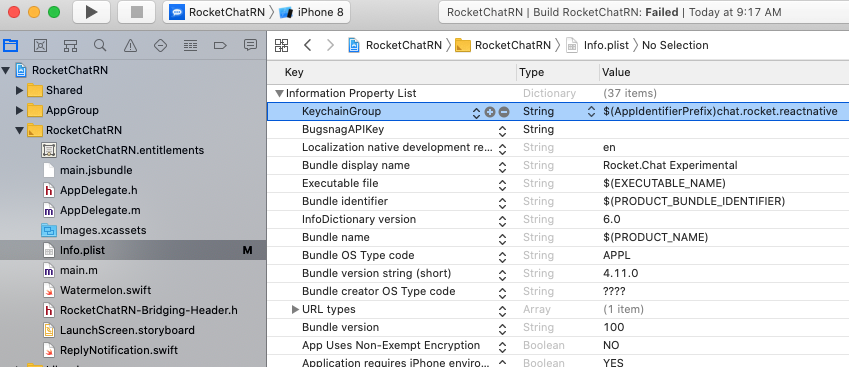 RocketChatRN iPhone 8 RocketChatRN | Build RocketChatRN: Failed | Today at 9:17 AM
RocketChatRN RocketChatRN Info.plist No Selection
Key Type Value
RocketChatRN
Shared
AppGroup
RocketChatRN
RocketChatRN.entitlements
main.jsbundle
AppDelegate.h
AppDelegate.m
Images.xcassets
Info.plist M
main.m
Watermelon.swift
RocketChatRN-Bridging-Header.h
LaunchScreen.storyboard
ReplyNotification.swift
Information Property List Dictionary (37 items)
KeychainGroup String $(AppIdentifierPrefix)chat.rocket.reactnative
BugsnagAPIKey String
Localization native development re... String en
Bundle display name String Rocket.Chat Experimental
Executable file String $(EXECUTABLE_NAME)
Bundle identifier String $(PRODUCT_BUNDLE_IDENTIFIER)
InfoDictionary version String 6.0
Bundle name String $(PRODUCT_NAME)
Bundle OS Type code String APPL
Bundle version string (short) String 4.11.0
Bundle creator OS Type code String ????
URL types Array (1 item)
Bundle version String 100
App Uses Non-Exempt Encryption Boolean NO
Application requires iPhone enviro... Boolean YES